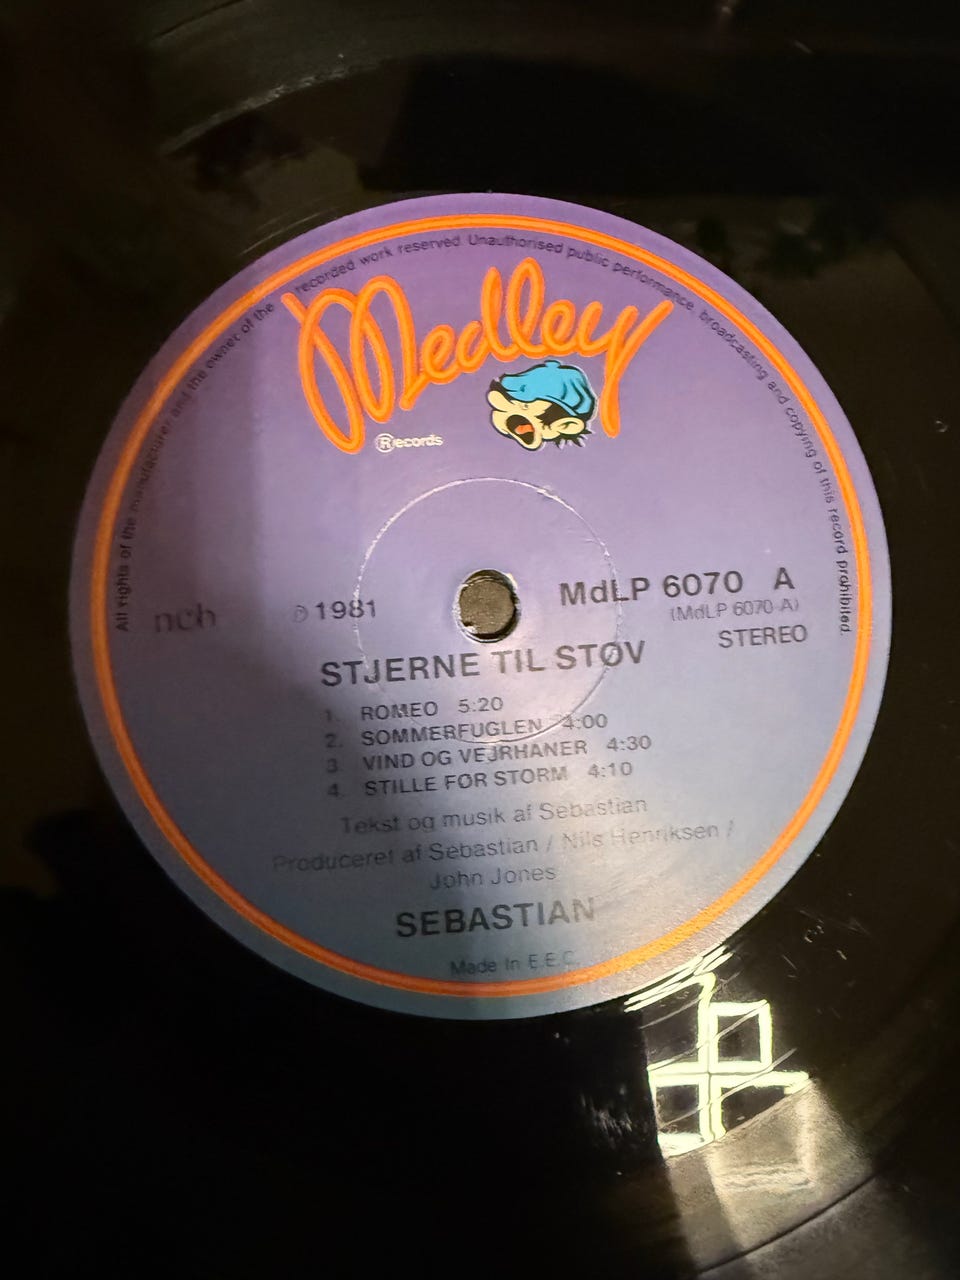 All rights of the manufacturer and the owner of the recorded work reserved. Unauthorised public performance, broadcasting and copying of this record prohibited.
Medley
®ecords
ncb
℗ 1981
MdLP 6070 A
(MdLP 6070-A)
STEREO
STJERNE TIL STØV
1. ROMEO 5:20
2. SOMMERFUGLEN 4:00
3. VIND OG VEJRHANER 4:30
4. STILLE FØR STORM 4:10
Tekst og musik af Sebastian
Produceret af Sebastian / Nils Henriksen /
John Jones
SEBASTIAN
Made In E.E.C.